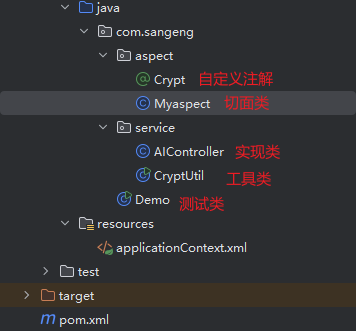 java
com.sangeng
aspect
Crypt 自定义注解
Myaspect 切面类
service
AIController 实现类
CryptUtil 工具类
Demo 测试类
resources
applicationContext.xml
test
target
pom.xml